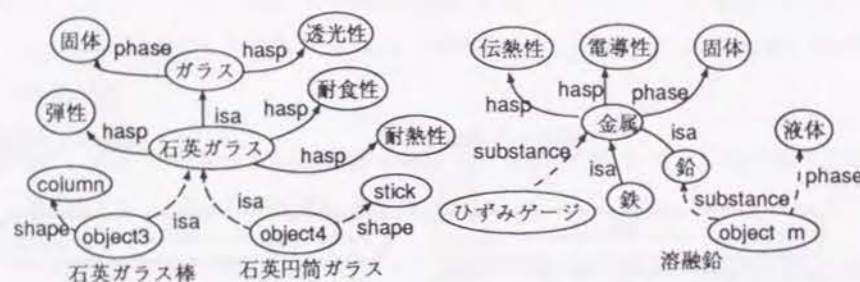 固体
phase
ガラス
hasp
透光性
弾性
hasp
isa
hasp
耐食性
石英ガラス
hasp
耐熱性
column
shape
object3
isa
isa
object4
stick
shape
石英ガラス棒
石英円筒ガラス
伝熱性
電導性
固体
hasp
hasp
phase
金属
substance
isa
isa
鉛
液体
ひずみゲージ
鉄
substance
phase
object m
溶融鉛